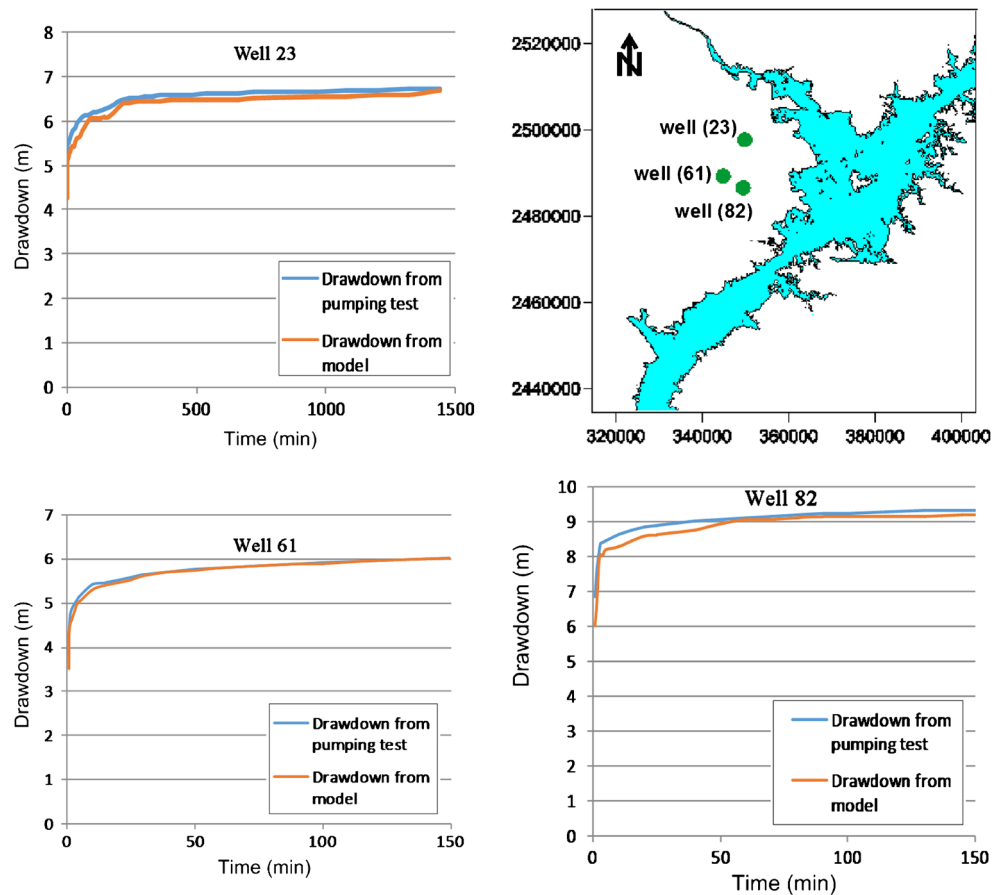 Well 23
8
7
6
5
4
3
2
1
0
Drawdown (m)
0 500 1000 1500
Time (min)
Drawdown from
pumping test
Drawdown from
model
N
2520000
2500000
2480000
2460000
2440000
320000 340000 360000 380000 400000
well (23)
well (61)
well (82)
Well 61
7
6
5
4
3
2
1
0
Drawdown (m)
0 50 100 150
Time (min)
Drawdown from
pumping test
Drawdown from
model
Well 82
10
9
8
7
6
5
4
3
2
1
0
Drawdown (m)
0 50 100 150
Time (min)
Drawdown from
pumping test
Drawdown from
model